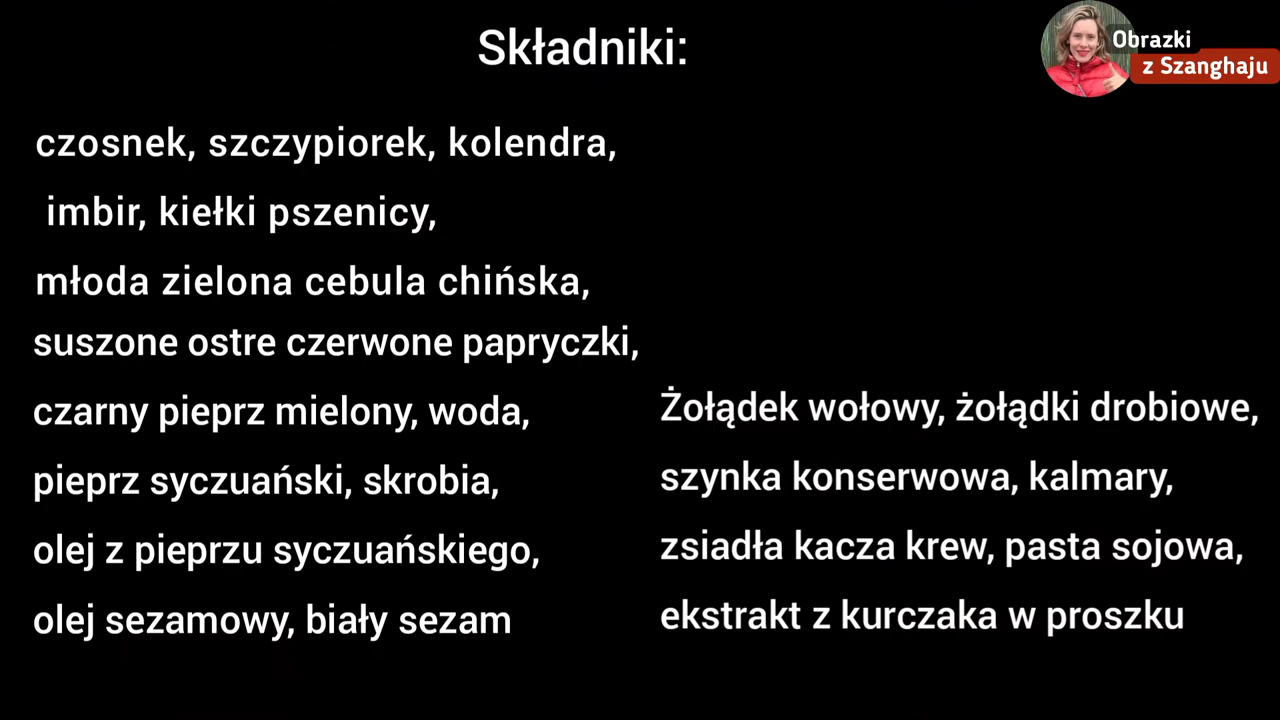 Składniki:
Obrazki
z Szanghaju
czosnek, szczypiorek, kolendra,
imbir, kiełki pszenicy,
młoda zielona cebula chińska,
suszone ostre czerwone papryczki,
czarny pieprz mielony, woda,
pieprz syczuański, skrobia,
olej z pieprzu syczuańskiego,
olej sezamowy, biały sezam
Żołądek wołowy, żołądki drobiowe,
szynka konserwowa, kalmary,
zsiadła kacza krew, pasta sojowa,
ekstrakt z kurczaka w proszku